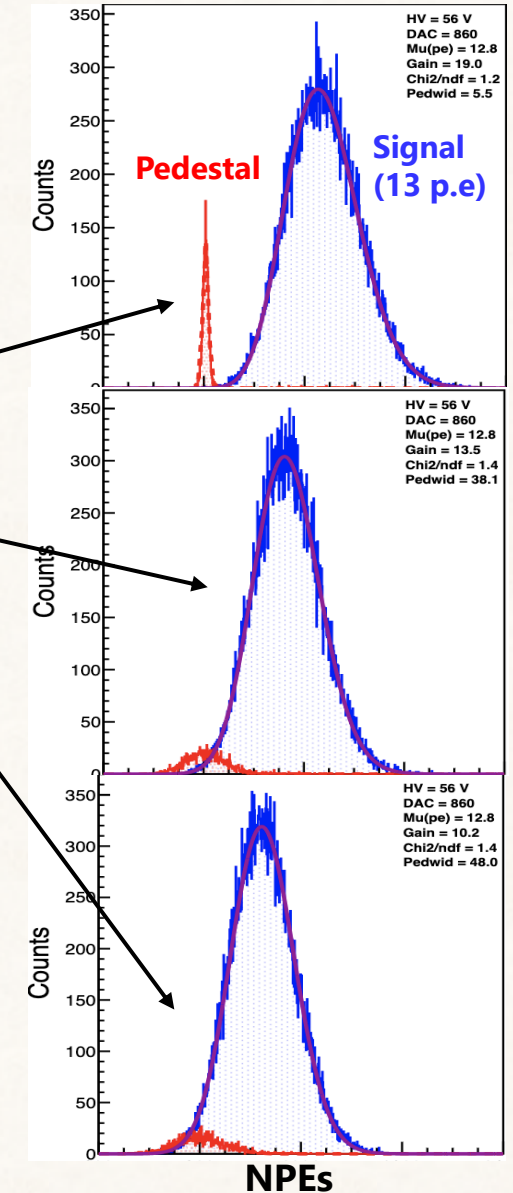 350
300
250
200
150
100
50
0
Counts
HV = 56 V
DAC = 860
Mu(pe) = 12.8
Gain = 19.0
Chi2/ndf = 1.2
Pedwid = 5.5
Pedestal
Signal
(13 p.e)
350
300
250
200
150
100
50
0
Counts
HV = 56 V
DAC = 860
Mu(pe) = 12.8
Gain = 13.5
Chi2/ndf = 1.4
Pedwid = 38.1
350
300
250
200
150
100
50
0
Counts
HV = 56 V
DAC = 860
Mu(pe) = 12.8
Gain = 10.2
Chi2/ndf = 1.4
Pedwid = 48.0
NPEs